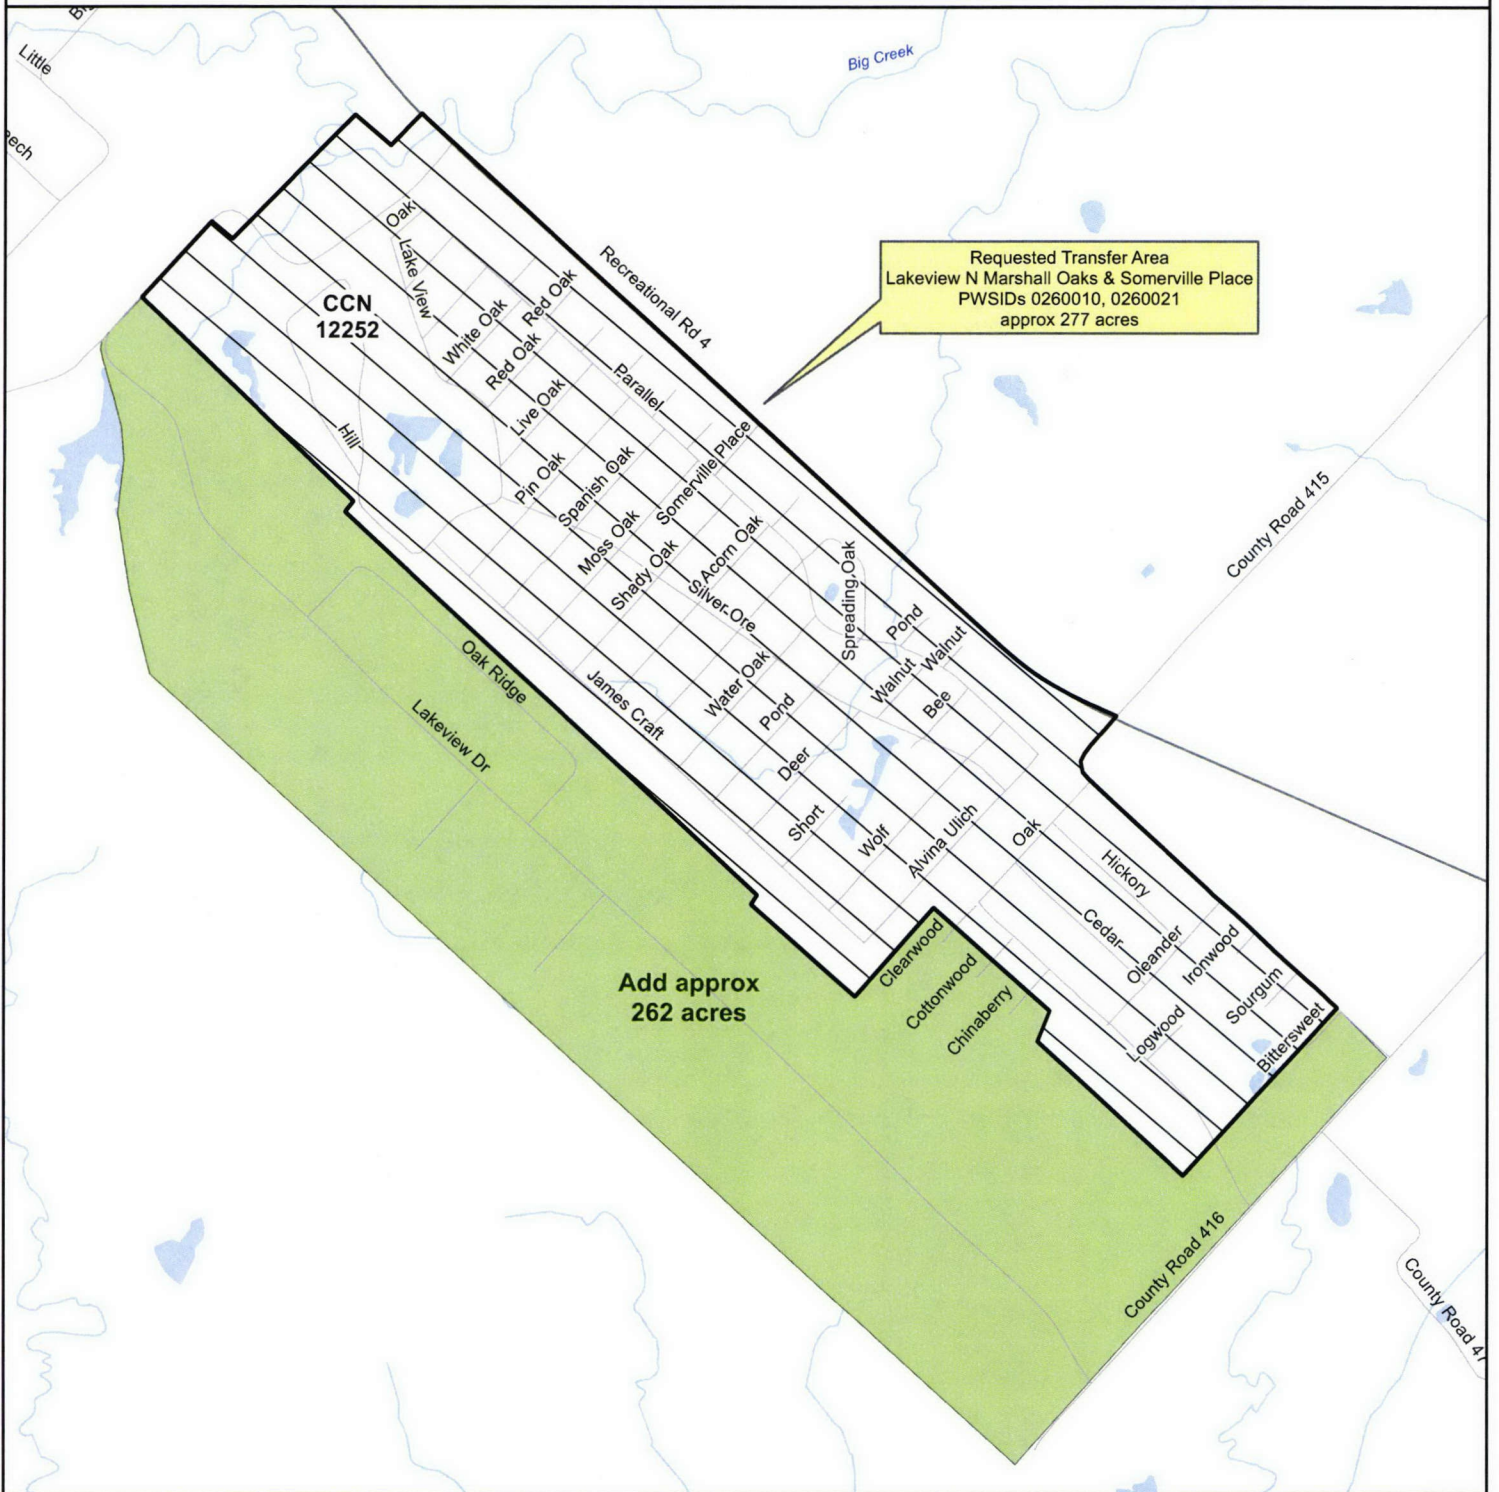 Little
Big Creek
Requested Transfer Area
Lakeview N Marshall Oaks & Somerville Place
PWSIDs 0260010, 0260021
approx 277 acres
Oak
Lake View
Recreational Rd 4
CCN
12252
White Oak
Red Oak
Red Oak
Live Oak
Parallel
Hill
Pin Oak
Spanish Oak
Somerville Place
Moss Oak
Shady Oak
Acorn Oak
Silver Ore
Spreading Oak
County Road 415
Pond
Walnut
Walnut
Bee
Oak Ridge
Lakeview Dr
James Craft
Water Oak
Pond
Deer
Short
Wolf
Alvina Ulich
Oak
Hickory
Cedar
Oleander
Ironwood
Sourgum
Bittersweet
Logwood
Clearwood
Cottonwood
Chinaberry
Add approx
262 acres
County Road 416
County Road 47